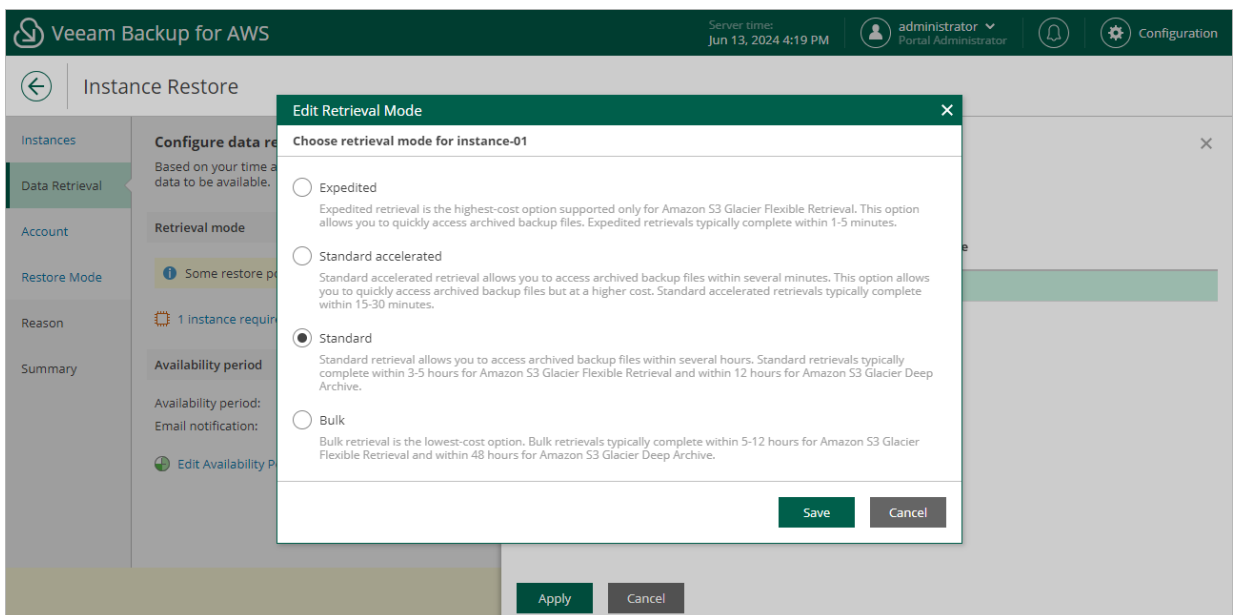 Veeam Backup for AWS
Server time:
Jun 13, 2024 4:19 PM
administrator
Portal Administrator
Configuration
Instance Restore
Edit Retrieval Mode
Choose retrieval mode for instance-01
Instances
Data Retrieval
Account
Restore Mode
Reason
Summary
Configure data
Based on your time
data to be available.
Retrieval mode
Some restore
1 instance
Availability period
Availability period:
Email notification:
Edit Availability
Expedited
Expedited retrieval is the highest-cost option supported only for Amazon S3 Glacier Flexible Retrieval. This option
allows you to quickly access archived backup files. Expedited retrievals typically complete within 1-5 minutes.
Standard accelerated
Standard accelerated retrieval allows you to access archived backup files within several minutes. This option allows
you to quickly access archived backup files but at a higher cost. Standard accelerated retrievals typically complete
within 15-30 minutes.
Standard
Standard retrieval allows you to access archived backup files within several hours. Standard retrievals typically
complete within 3-5 hours for Amazon S3 Glacier Flexible Retrieval and within 12 hours for Amazon S3 Glacier Deep
Archive.
Bulk
Bulk retrieval is the lowest-cost option. Bulk retrievals typically complete within 5-12 hours for Amazon S3 Glacier
Flexible Retrieval and within 48 hours for Amazon S3 Glacier Deep Archive.
Save
Cancel
Apply
Cancel